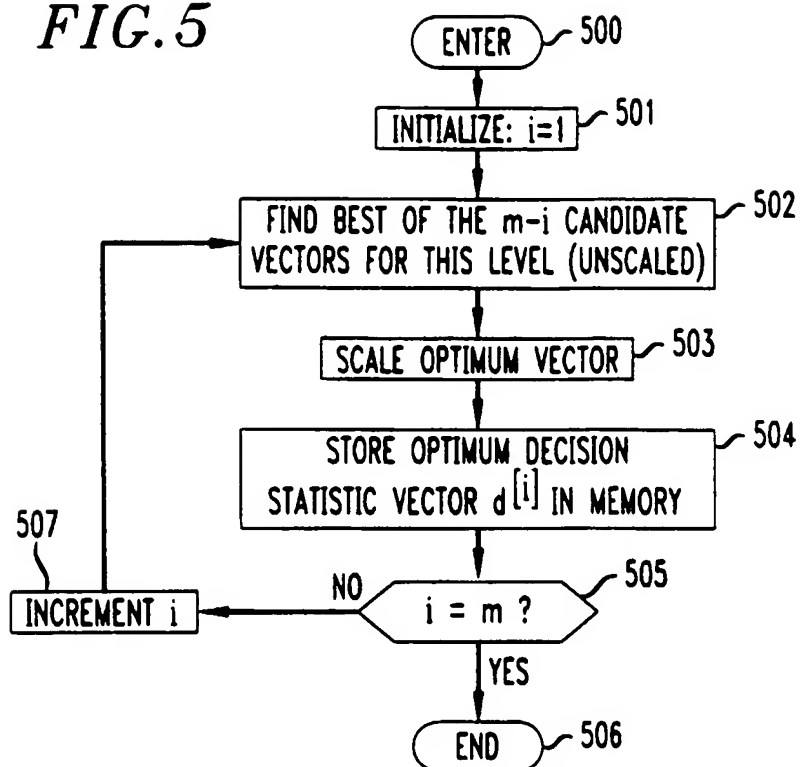 FIG.5
ENTER
500
INITIALIZE: i=1
501
FIND BEST OF THE m-i CANDIDATE
VECTORS FOR THIS LEVEL (UNSCALED)
502
SCALE OPTIMUM VECTOR
503
STORE OPTIMUM DECISION
STATISTIC VECTOR d[i] IN MEMORY
504
i = m ?
505
NO
507
INCREMENT i
YES
END
506